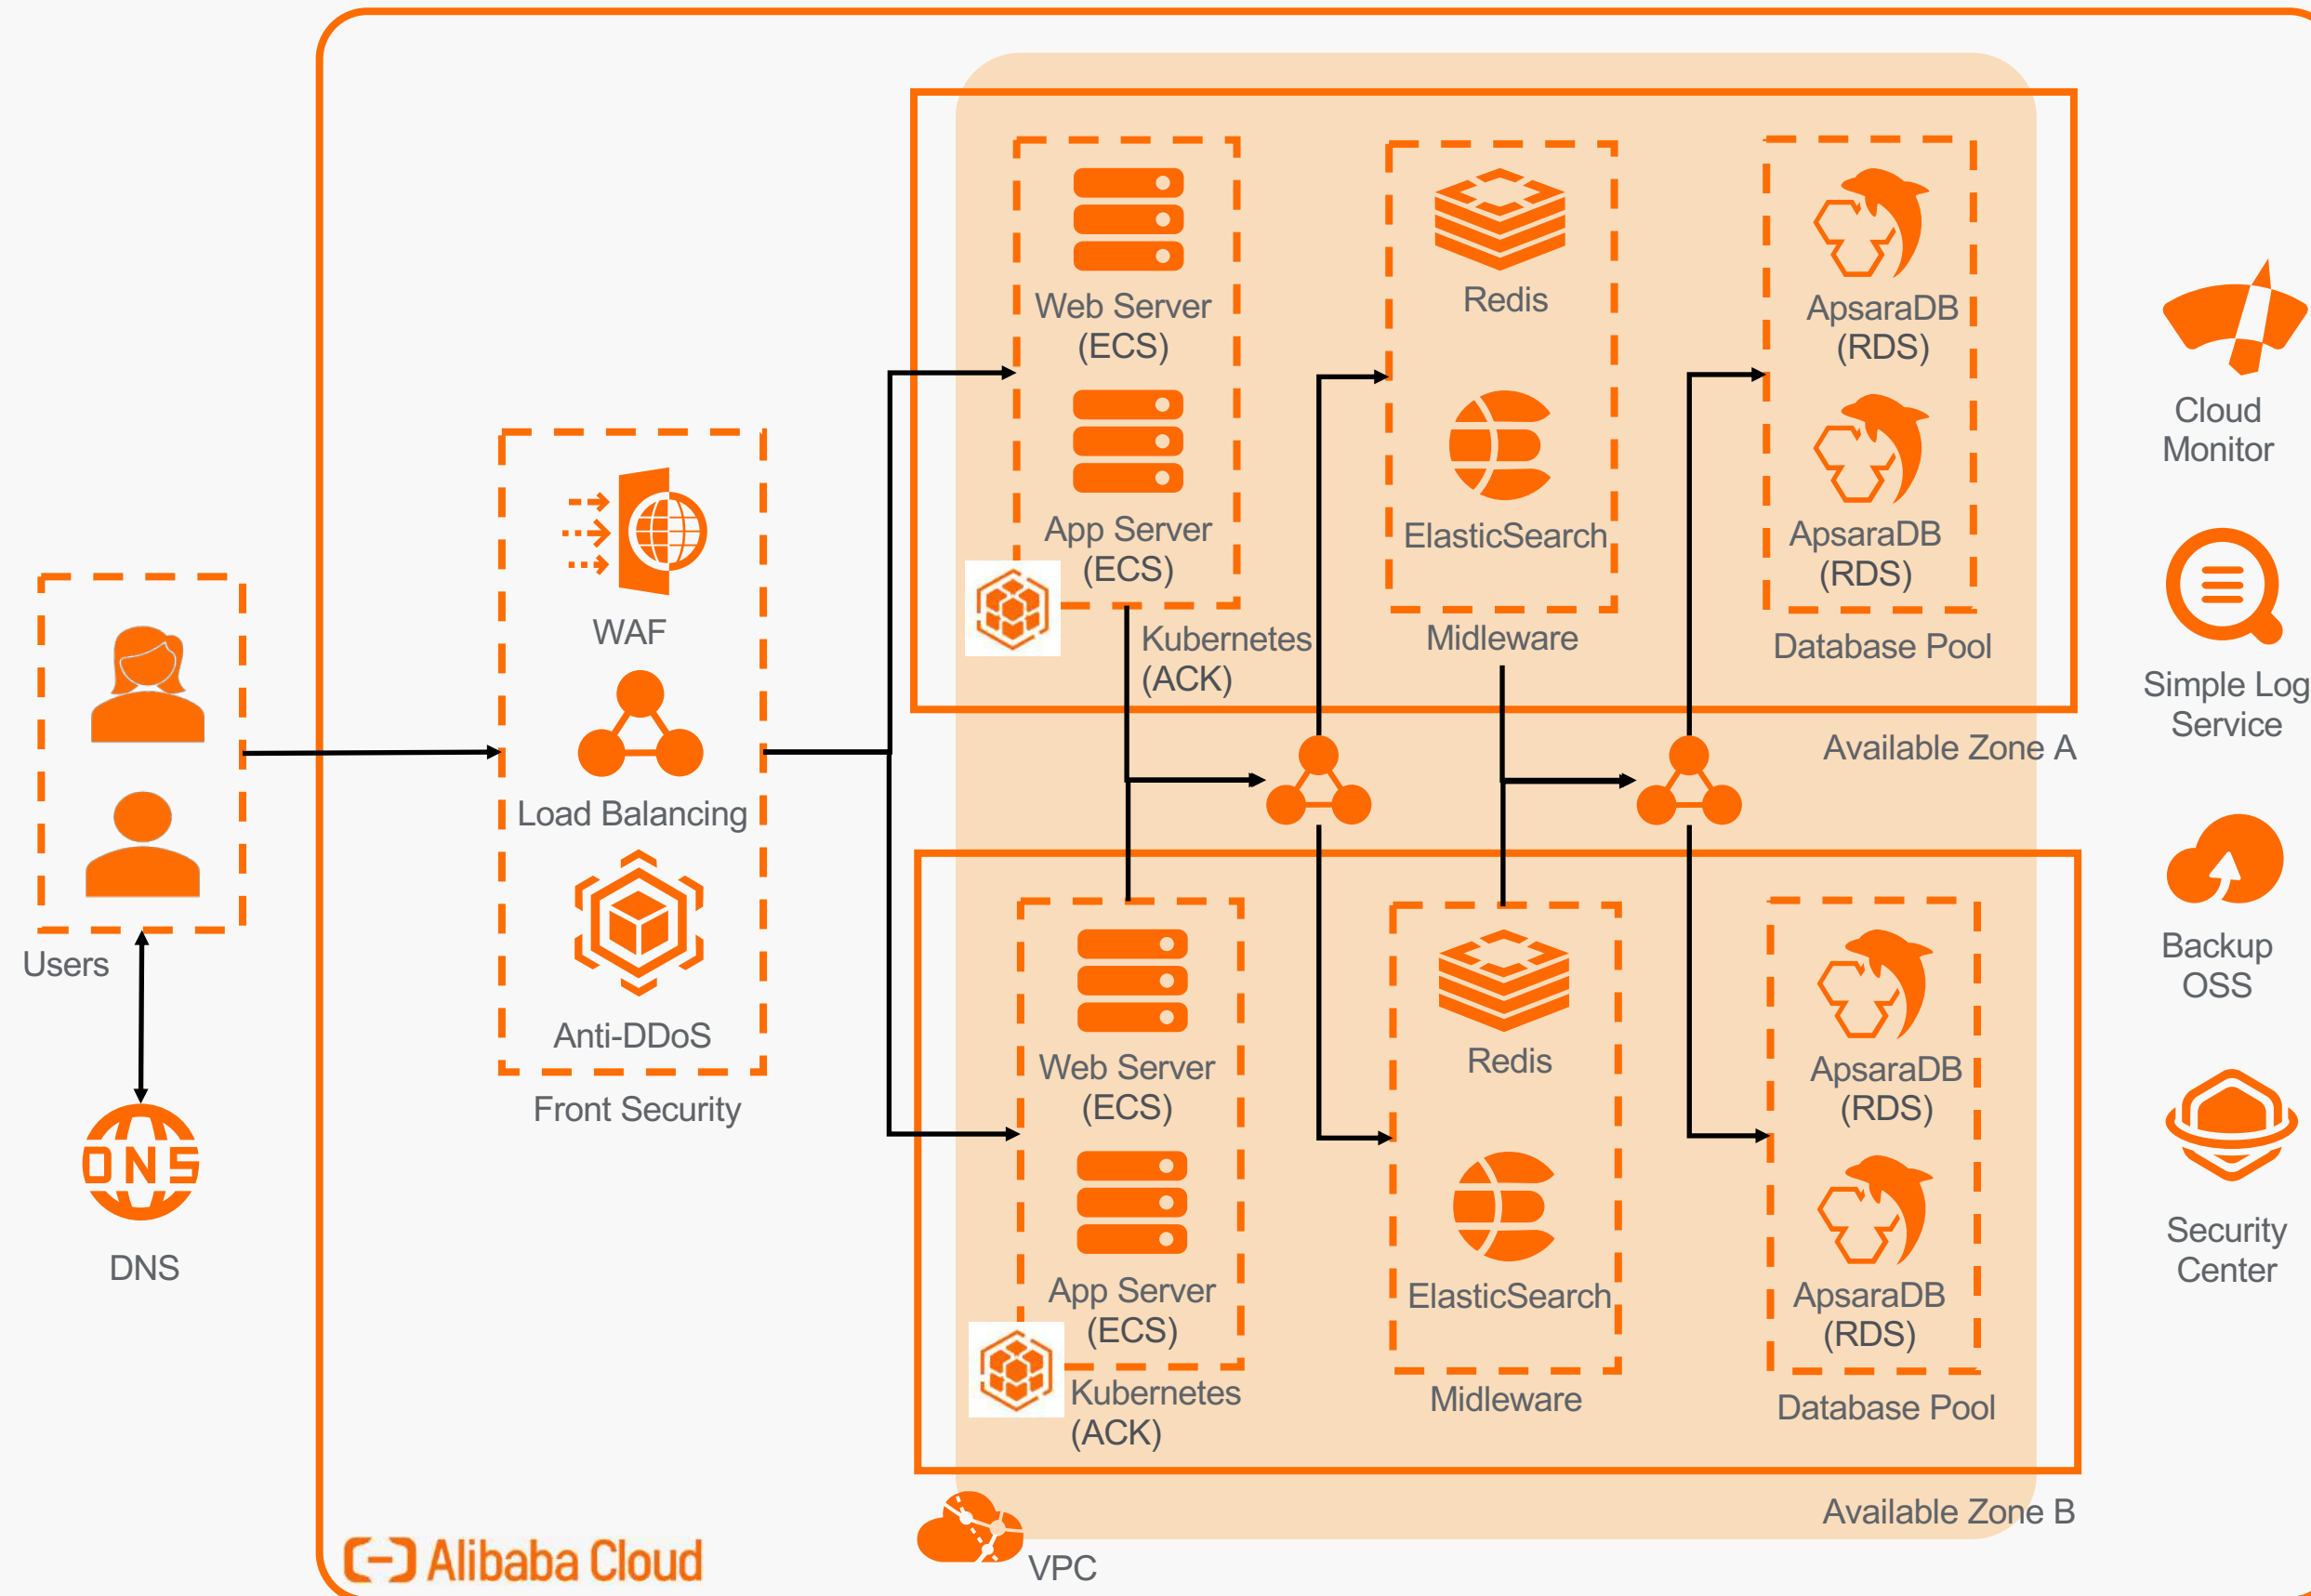 Users
DNS
DNS
WAF
Load Balancing
Anti-DDoS
Front Security
Web Server
(ECS)
App Server
(ECS)
Kubernetes
(ACK)
Redis
ElasticSearch
Midleware
ApsaraDB
(RDS)
ApsaraDB
(RDS)
Database Pool
Available Zone A
Web Server
(ECS)
App Server
(ECS)
Kubernetes
(ACK)
Redis
ElasticSearch
Midleware
ApsaraDB
(RDS)
ApsaraDB
(RDS)
Database Pool
Available Zone B
VPC
Alibaba Cloud
Cloud
Monitor
Simple Log
Service
Backup
OSS
Security
Center